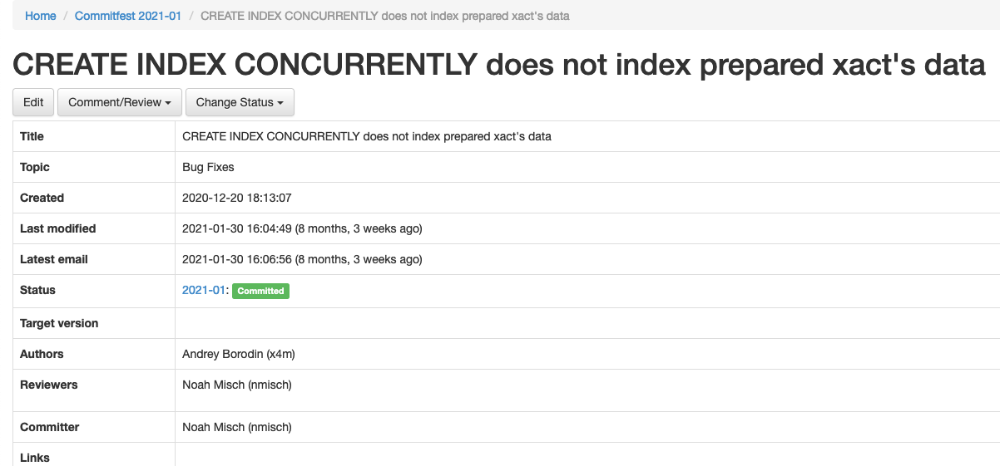 Home / Commitfest 2021-01 / CREATE INDEX CONCURRENTLY does not index prepared xact's data
CREATE INDEX CONCURRENTLY does not index prepared xact's data
Edit Comment/Review Change Status
Title CREATE INDEX CONCURRENTLY does not index prepared xact's data
Topic Bug Fixes
Created 2020-12-20 18:13:07
Last modified 2021-01-30 16:04:49 (8 months, 3 weeks ago)
Latest email 2021-01-30 16:06:56 (8 months, 3 weeks ago)
Status 2021-01: Committed
Target version
Authors Andrey Borodin (x4m)
Reviewers Noah Misch (nmisch)
Committer Noah Misch (nmisch)
Links